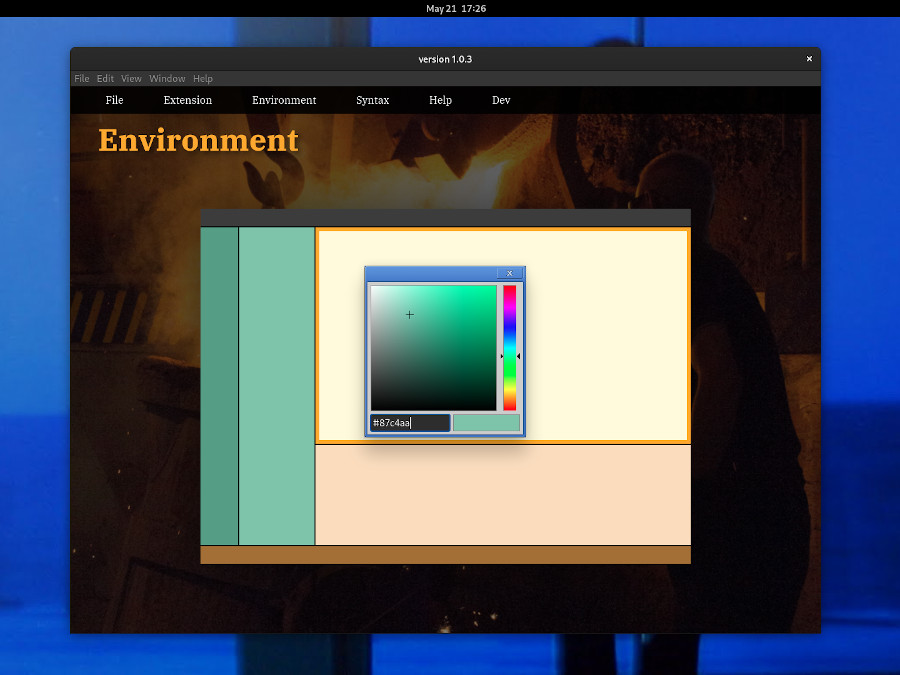 May 21 17:26
version 1.0.3
×
File Edit View Window Help
File Extension Environment Syntax Help Dev
Environment
X
#87c4aa